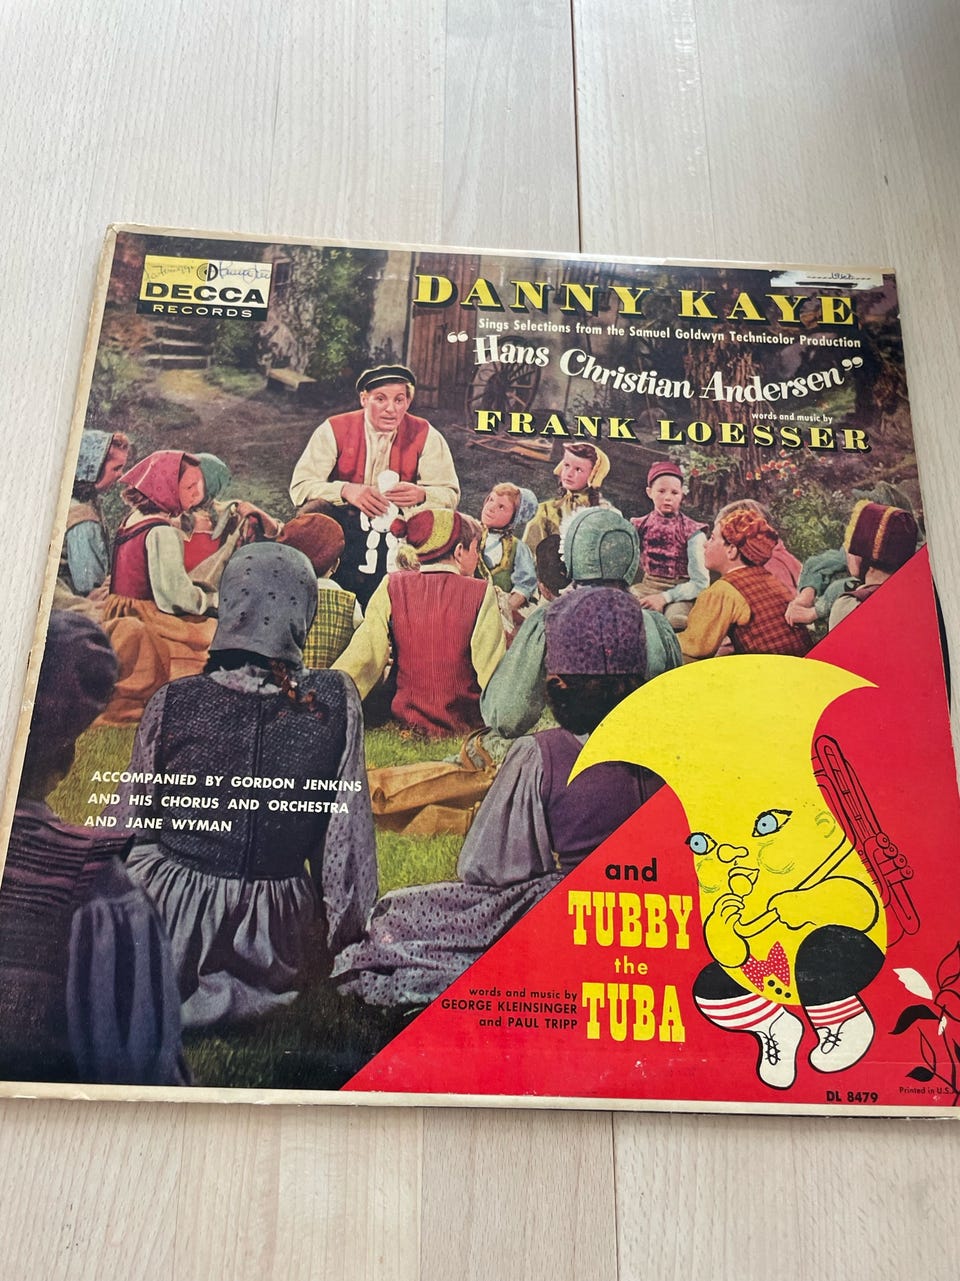 DECCA
RECORDS
DANNY KAYE
Sings Selections from the Samuel Goldwyn Technicolor Production
“Hans Christian Andersen”
words and music by
FRANK LOESSER
ACCOMPANIED BY GORDON JENKINS
AND HIS CHORUS AND ORCHESTRA
AND JANE WYMAN
and
TUBBY
the
TUBA
words and music by
GEORGE KLEINSINGER
and PAUL TRIPP
DL 8479
Printed in U.S.